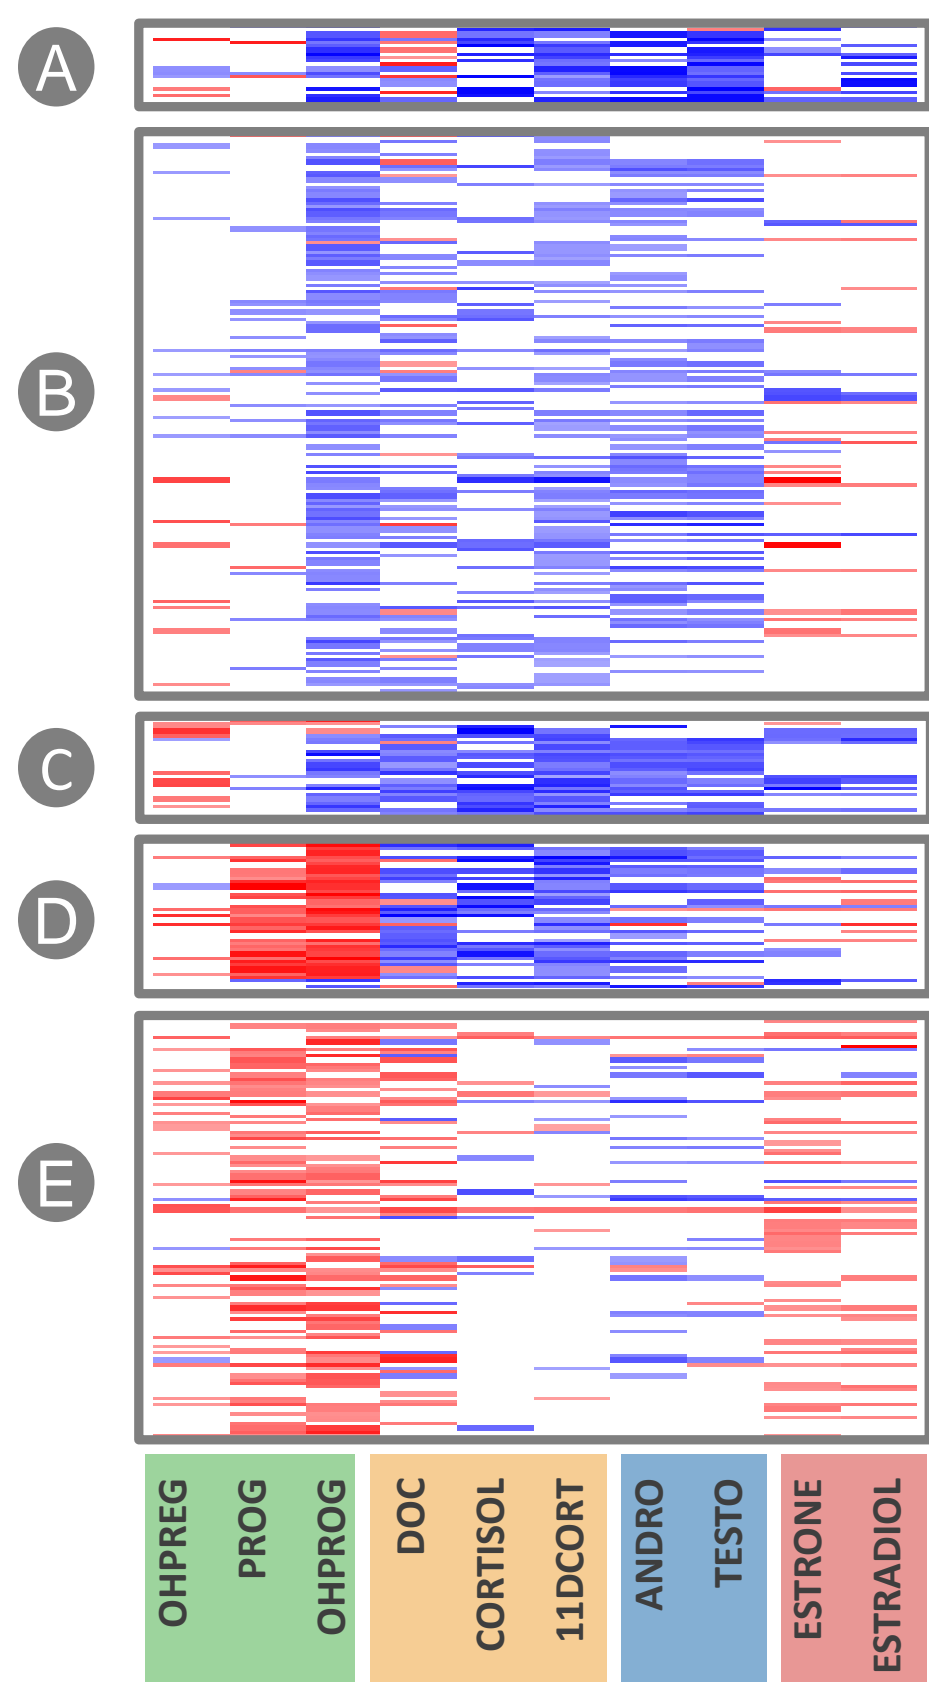 A
B
C
D
E
OHPREG
PROG
OHPROG
DOC
CORTISOL
11DCORT
ANDRO
TESTO
ESTRONE
ESTRADIOL